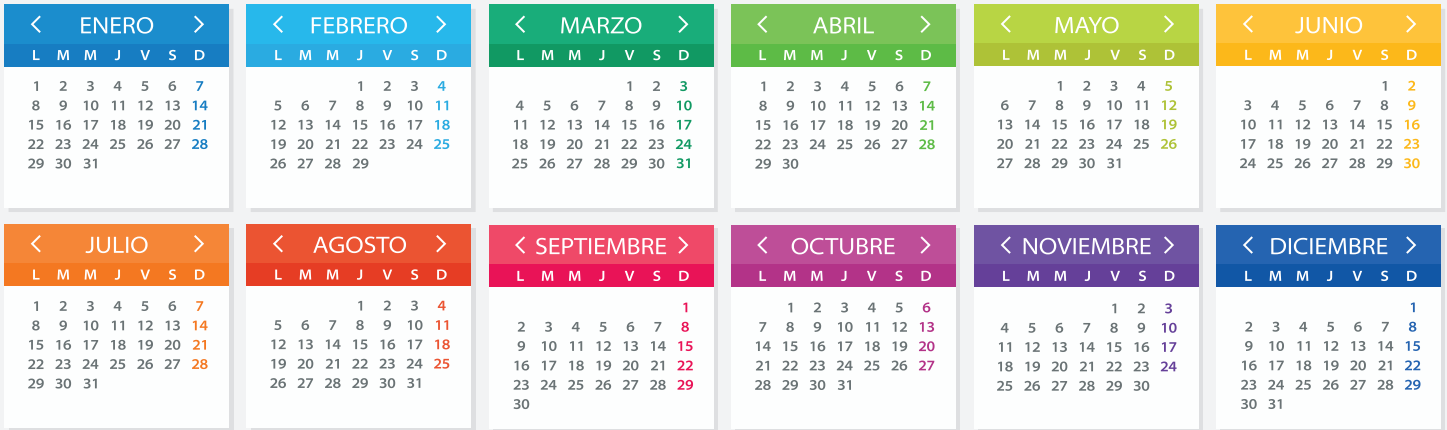 ENERO
L M M J V S D
1 2 3 4 5 6 7
8 9 10 11 12 13 14
15 16 17 18 19 20 21
22 23 24 25 26 27 28
29 30 31
FEBRERO
L M M J V S D
1 2 3 4
5 6 7 8 9 10 11
12 13 14 15 16 17 18
19 20 21 22 23 24 25
26 27 28 29
MARZO
L M M J V S D
1 2 3
4 5 6 7 8 9 10
11 12 13 14 15 16 17
18 19 20 21 22 23 24
25 26 27 28 29 30 31
ABRIL
L M M J V S D
1 2 3 4 5 6 7
8 9 10 11 12 13 14
15 16 17 18 19 20 21
22 23 24 25 26 27 28
29 30
MAYO
L M M J V S D
1 2 3 4 5
6 7 8 9 10 11 12
13 14 15 16 17 18 19
20 21 22 23 24 25 26
27 28 29 30 31
JUNIO
L M M J V S D
1 2
3 4 5 6 7 8 9
10 11 12 13 14 15 16
17 18 19 20 21 22 23
24 25 26 27 28 29 30
JULIO
L M M J V S D
1 2 3 4 5 6 7
8 9 10 11 12 13 14
15 16 17 18 19 20 21
22 23 24 25 26 27 28
29 30 31
AGOSTO
L M M J V S D
1 2 3 4
5 6 7 8 9 10 11
12 13 14 15 16 17 18
19 20 21 22 23 24 25
26 27 28 29 30 31
SEPTIEMBRE
L M M J V S D
1
2 3 4 5 6 7 8
9 10 11 12 13 14 15
16 17 18 19 20 21 22
23 24 25 26 27 28 29
30
OCTUBRE
L M M J V S D
1 2 3 4 5 6
7 8 9 10 11 12 13
14 15 16 17 18 19 20
21 22 23 24 25 26 27
28 29 30 31
NOVIEMBRE
L M M J V S D
1 2 3
4 5 6 7 8 9 10
11 12 13 14 15 16 17
18 19 20 21 22 23 24
25 26 27 28 29 30
DICIEMBRE
L M M J V S D
1
2 3 4 5 6 7 8
9 10 11 12 13 14 15
16 17 18 19 20 21 22
23 24 25 26 27 28 29
30 31